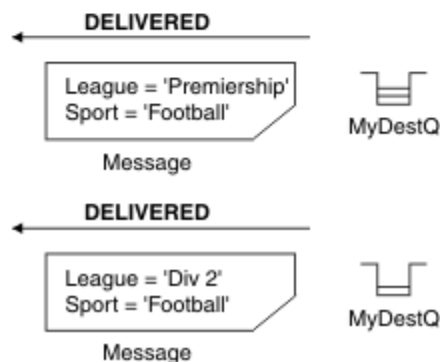 DELIVERED
League = 'Premiership'
Sport = 'Football'
MyDestQ
Message
DELIVERED
League = 'Div 2'
Sport = 'Football'
MyDestQ
Message